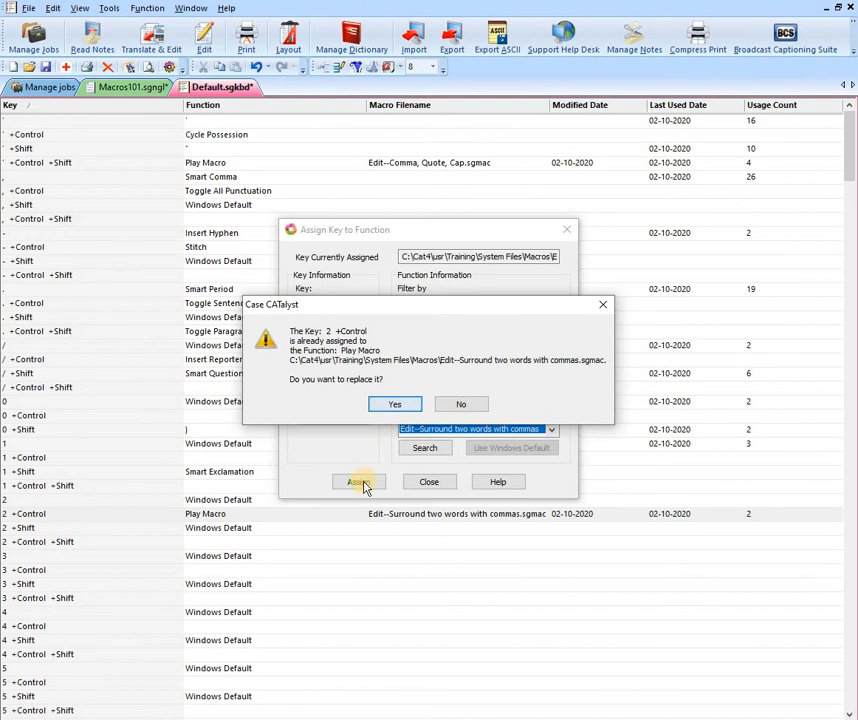 File Edit View Tools Function Window Help
Manage Jobs Read Notes Translate & Edit Edit Print Layout Manage Dictionary Import Export Export ASCII Support Help Desk Manage Notes Compress Print BCS Broadcast Captioning Suite
8
Manage jobs Macros101.sgngl* Default.sgkbd*
Key / Function Macro Filename Modified Date Last Used Date Usage Count
' ' 02-10-2020 16
' +Control Cycle Possession
' +Shift " 02-10-2020 10
' +Control +Shift Play Macro Edit--Comma, Quote, Cap.sgmac 02-10-2020 02-10-2020 4
, Smart Comma 02-10-2020 26
, +Control Toggle All Punctuation
, +Shift Windows Default
, +Control +Shift
- Insert Hyphen 02-10-2020 2
- +Control Stitch
- +Shift Windows Default
- +Control +Shift
. Smart Period 02-10-2020 19
. +Control Toggle Senten
. +Shift Windows Defa
. +Control +Shift Toggle Paragra
/ Windows Defa 02-10-2020 2
/ +Control Insert Reporter
/ +Shift Smart Question 02-10-2020 6
/ +Control +Shift
0 Windows Defau 02-10-2020 2
0 +Control
0 +Shift ) 02-10-2020 2
1 Windows Default 02-10-2020 3
1 +Control
1 +Shift Smart Exclamation
1 +Control +Shift
2 Windows Default
2 +Control Play Macro Edit--Surround two words with commas.sgmac 02-10-2020 02-10-2020 2
2 +Shift Windows Default
2 +Control +Shift
3 Windows Default
3 +Control
3 +Shift Windows Default
3 +Control +Shift
4 Windows Default
4 +Control
4 +Shift Windows Default
4 +Control +Shift
5 Windows Default
5 +Control
5 +Shift Windows Default
5 +Control +Shift
Assign Key to Function
Key Currently Assigned C:\Cat4\usr\Training\System Files\Macros\E
Key Information Function Information
Key: Filter by
Case CATalyst
The Key: 2 +Control
is already assigned to
the Function: Play Macro
C:\Cat4\usr\Training\System Files\Macros\Edit--Surround two words with commas.sgmac.
Do you want to replace it?
Yes No
Edit--Surround two words with commas
Search Use Windows Default
Assign Close Help